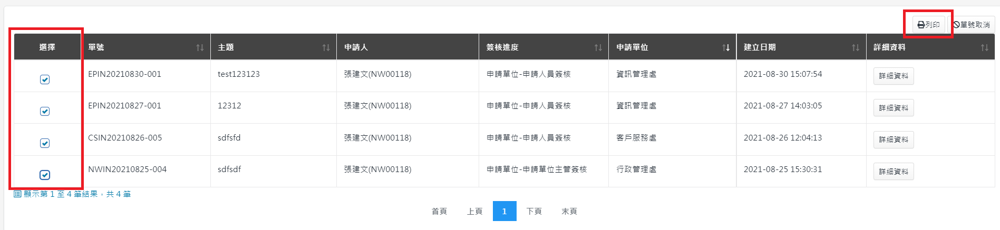 列印 單號取消
選擇 單號 主題 申請人 簽核進度 申請單位 建立日期 詳細資料
EPIN20210830-001 test123123 張建文(NW00118) 申請單位-申請人員簽核 資訊管理處 2021-08-30 15:07:54 詳細資料
EPIN20210827-001 12312 張建文(NW00118) 申請單位-申請人員簽核 資訊管理處 2021-08-27 14:03:05 詳細資料
CSIN20210826-005 sdfsfd 張建文(NW00118) 申請單位-申請人員簽核 客戶服務處 2021-08-26 12:04:13 詳細資料
NWIN20210825-004 sdfsdf 張建文(NW00118) 申請單位-申請單位主管簽核 行政管理處 2021-08-25 15:30:31 詳細資料
顯示第 1 至 4 筆結果，共 4 筆
首頁 上頁 1 下頁 末頁